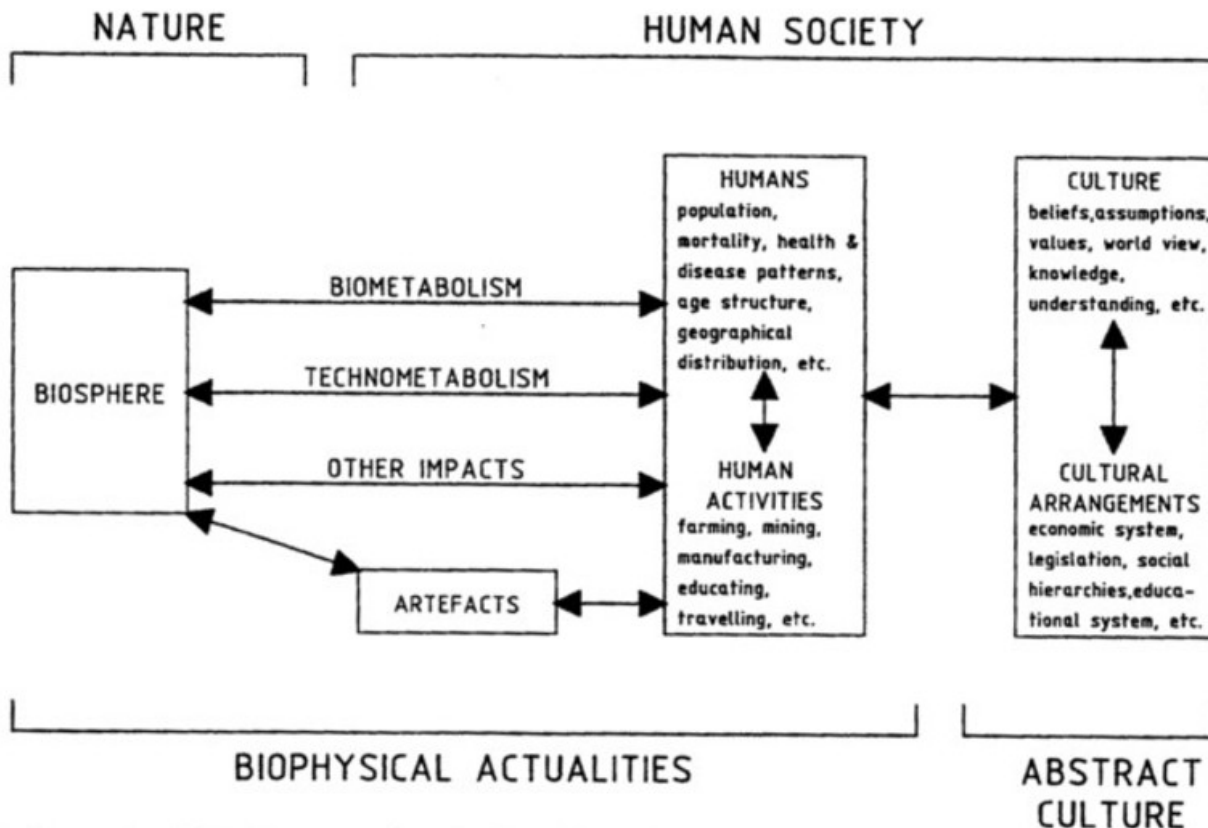 NATURE
HUMAN SOCIETY
HUMANS
population,
mortality, health &
disease patterns,
age structure,
geographical
distribution, etc.
CULTURE
beliefs,assumptions,
values, world view,
knowledge,
understanding, etc.
BIOMETABOLISM
TECHNOMETABOLISM
BIOSPHERE
OTHER IMPACTS
HUMAN
ACTIVITIES
farming, mining,
manufacturing,
educating,
travelling, etc.
CULTURAL
ARRANGEMENTS
economic system,
legislation, social
hierarchies,educa-
tional system, etc.
ARTEFACTS
BIOPHYSICAL ACTUALITIES
ABSTRACT
CULTURE